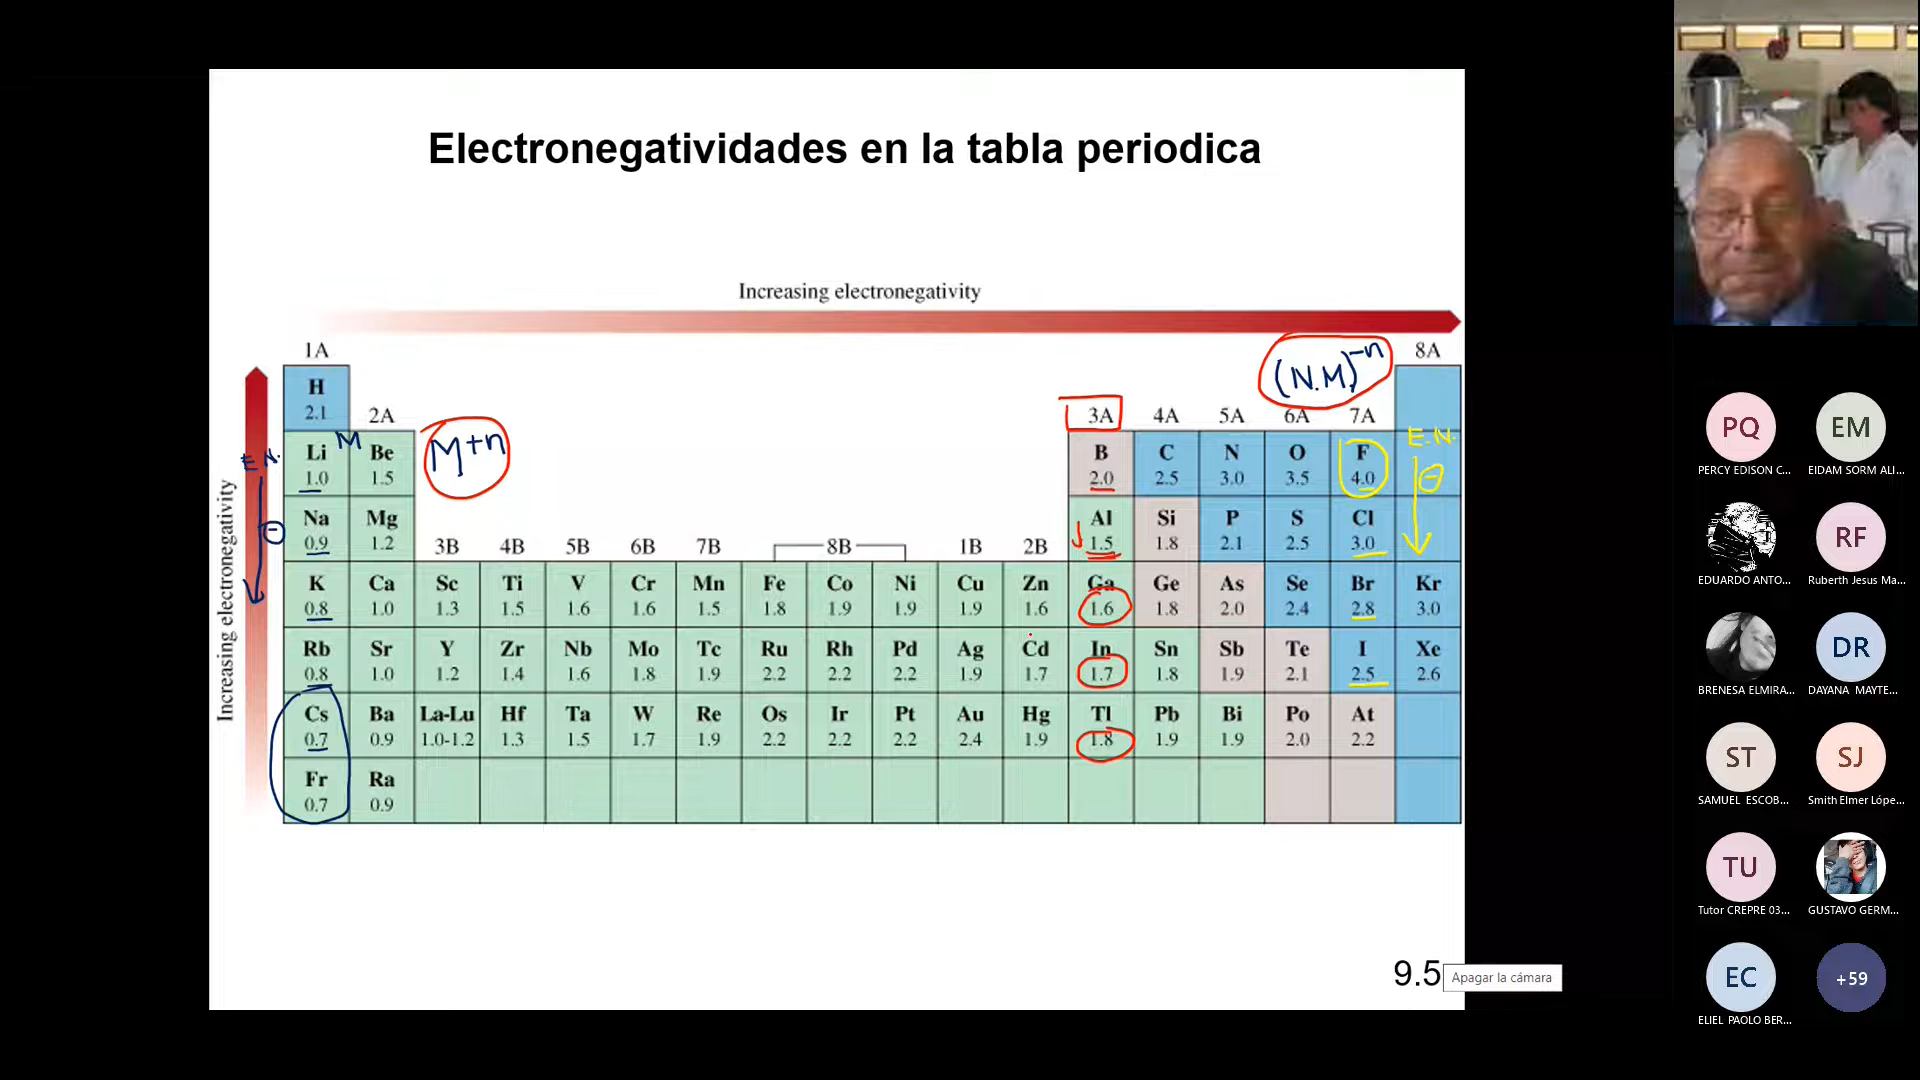 Electronegatividades en la tabla periodica
Increasing electronegativity
(N.M)⁻ⁿ
1A 8A
H
2.1
2A 3A 4A 5A 6A 7A
M
M⁺ⁿ
E.N.
E.N.
Li Be B C N O F
1.0 1.5 2.0 2.5 3.0 3.5 4.0
Na Mg Al Si P S Cl
0.9 1.2 1.5 1.8 2.1 2.5 3.0
3B 4B 5B 6B 7B 8B 1B 2B
K Ca Sc Ti V Cr Mn Fe Co Ni Cu Zn Ga Ge As Se Br Kr
0.8 1.0 1.3 1.5 1.6 1.6 1.5 1.8 1.9 1.9 1.9 1.6 1.6 1.8 2.0 2.4 2.8 3.0
Rb Sr Y Zr Nb Mo Tc Ru Rh Pd Ag Cd In Sn Sb Te I Xe
0.8 1.0 1.2 1.4 1.6 1.8 1.9 2.2 2.2 2.2 1.9 1.7 1.7 1.8 1.9 2.1 2.5 2.6
Cs Ba La-Lu Hf Ta W Re Os Ir Pt Au Hg Tl Pb Bi Po At
0.7 0.9 1.0-1.2 1.3 1.5 1.7 1.9 2.2 2.2 2.2 2.4 1.9 1.8 1.9 1.9 2.0 2.2
Fr Ra
0.7 0.9
Increasing electronegativity
9.5
Apagar la cámara
PQ EM
PERCY EDISON C... EIDAM SORM ALI...
RF
EDUARDO ANTO... Ruberth Jesus Ma...
DR
BRENESA ELMIRA... DAYANA MAYTE...
ST SJ
SAMUEL ESCOB... Smith Elmer Lópe...
TU
Tutor CREPRE 03... GUSTAVO GERM...
EC +59
ELIEL PAOLO BER...